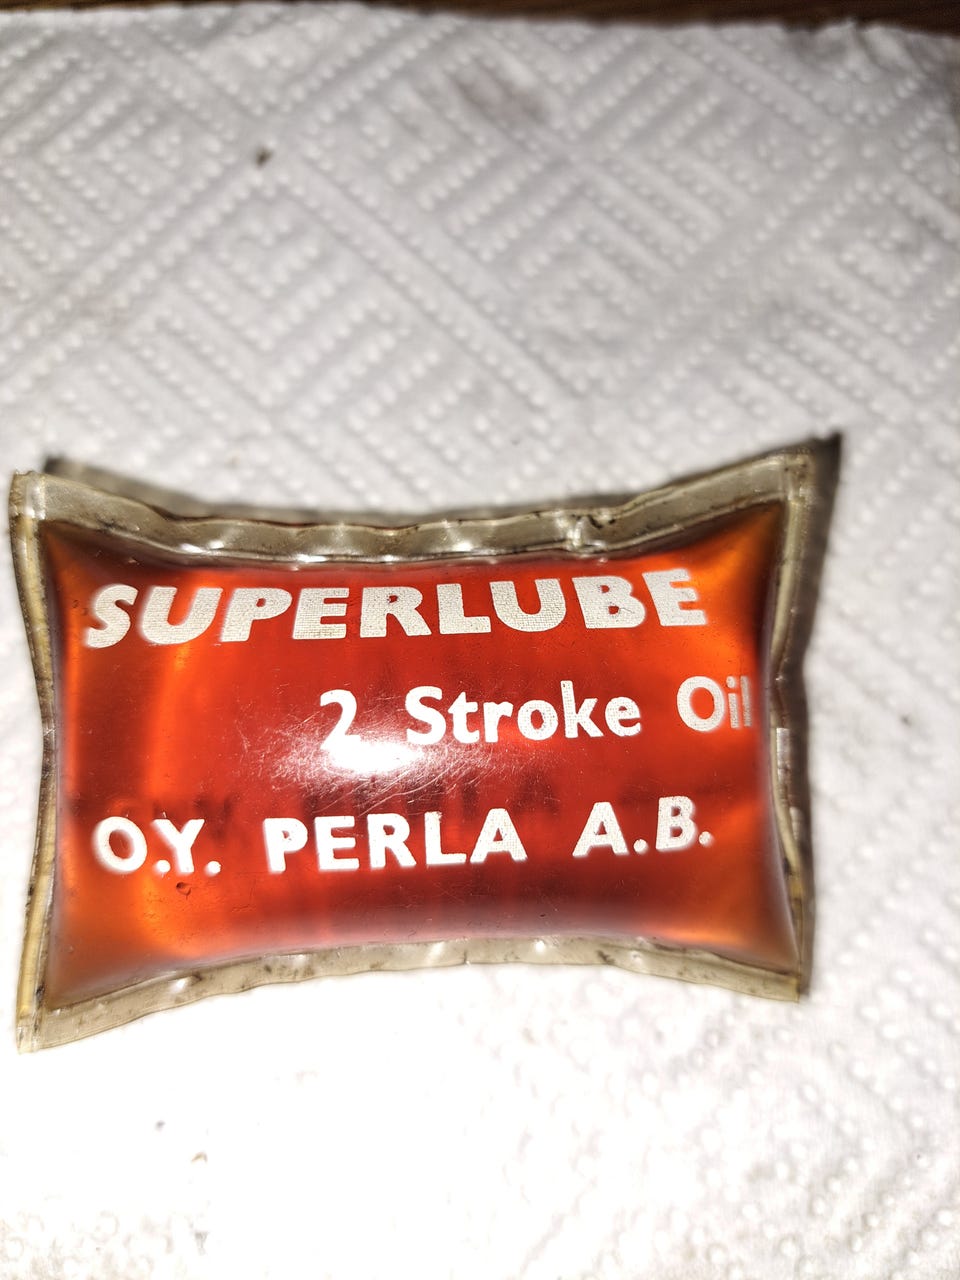 SUPERLUBE
2 Stroke Oil
O.Y. PERLA A.B.